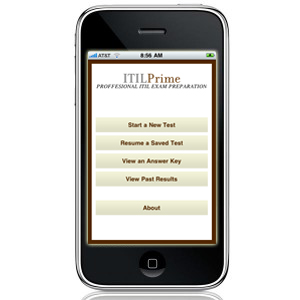 AT&T 8:56 AM
ITILPrime
PROFFESIONAL ITIL EXAM PREPARATION
Start a New Test
Resume a Saved Test
View an Answer Key
View Past Results
About